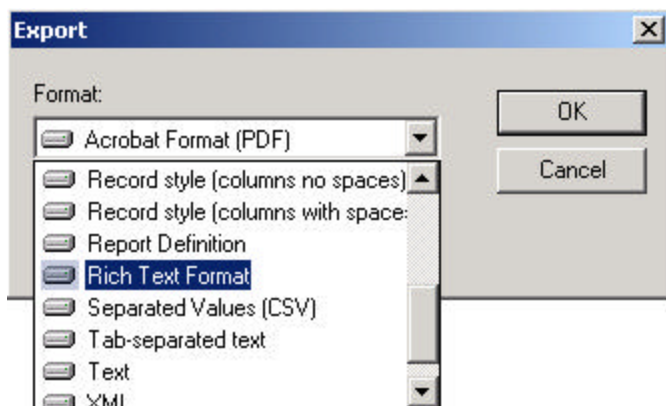 Export
Format:
Acrobat Format (PDF)
OK
Cancel
Record style (columns no spaces)
Record style (columns with space
Report Definition
Rich Text Format
Separated Values (CSV)
Tab-separated text
Text
XML